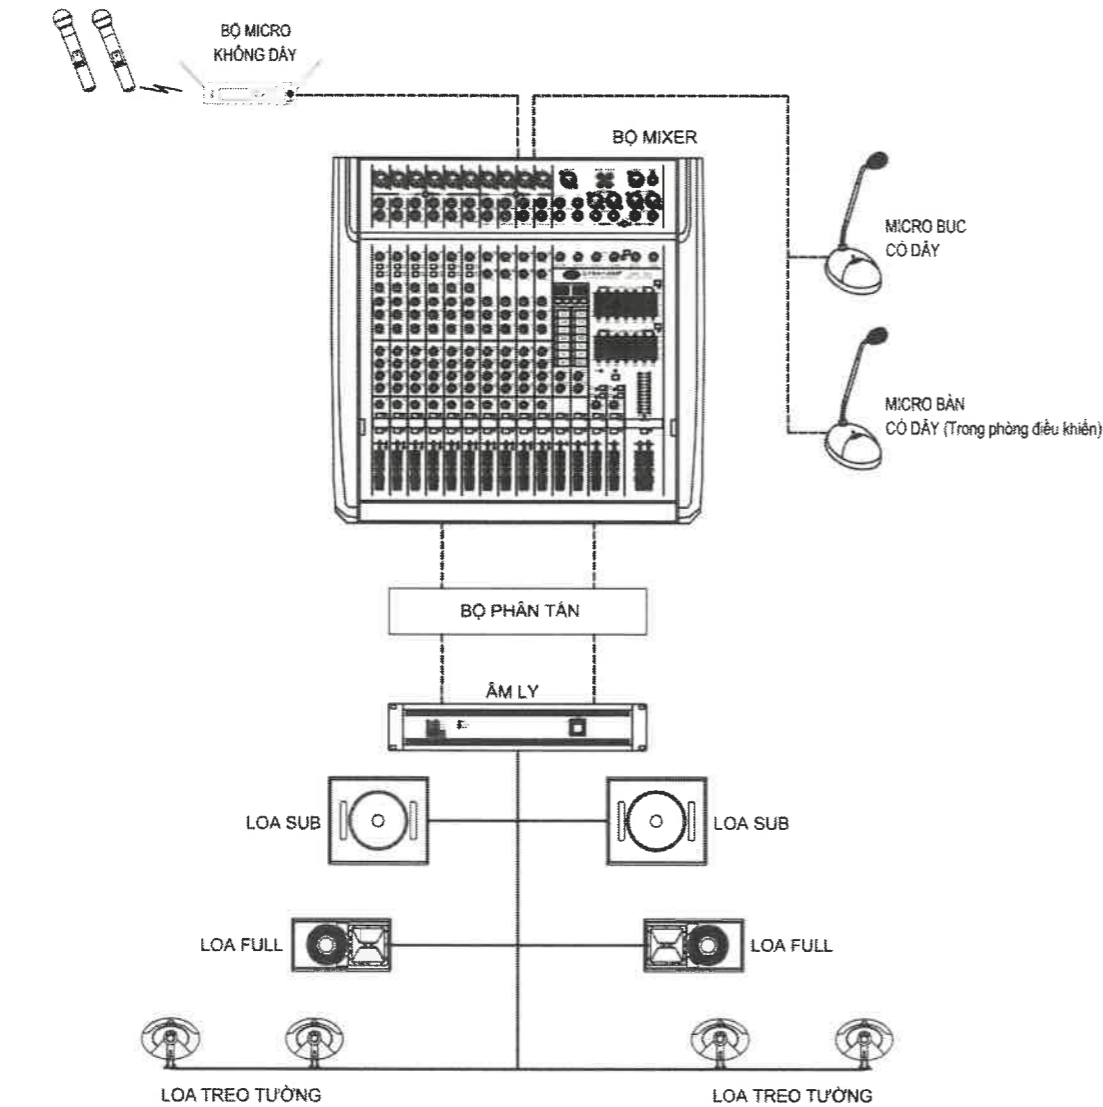 BỘ MICRO
KHÔNG DÂY
BỘ MIXER
MICRO BỤC
CÓ DÂY
MICRO BÀN
CÓ DÂY (Trong phòng điều khiển)
BỘ PHÂN TẦN
ÂM LY
LOA SUB
LOA SUB
LOA FULL
LOA FULL
LOA TREO TƯỜNG
LOA TREO TƯỜNG